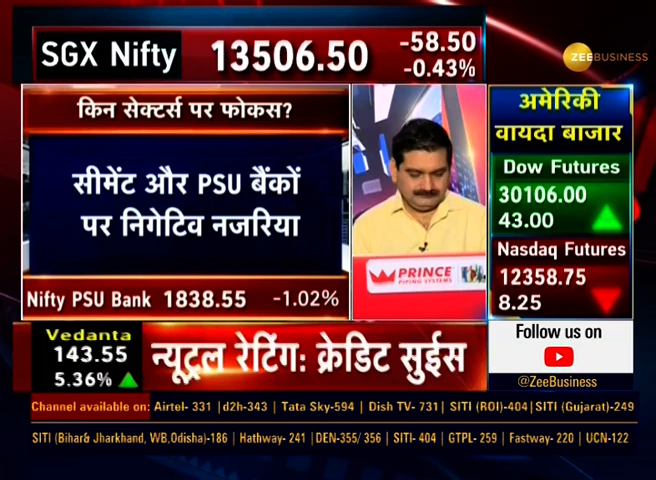 SGX Nifty 13506.50 -58.50
-0.43%
ZEE BUSINESS
किन सेक्टर्स पर फोकस?
सीमेंट और PSU बैंकों
पर निगेटिव नजरिया
Nifty PSU Bank 1838.55 -1.02%
PRINCE
PIPING SYSTEMS
अमेरिकी
वायदा बाजार
Dow Futures
30106.00
43.00
Nasdaq Futures
12358.75
8.25
Vedanta
143.55
5.36%
न्यूट्रल रेटिंग: क्रेडिट सुईस
Follow us on
@ZeeBusiness
Channel available on: Airtel- 331 | d2h-343 | Tata Sky-594 | Dish TV- 731 | SITI (ROI)-404 | SITI (Gujarat)-249
SITI (Bihar& Jharkhand, WB,Odisha)-186 | Hathway- 241 |DEN-355/ 356 | SITI- 404 | GTPL- 259 | Fastway- 220 | UCN-122